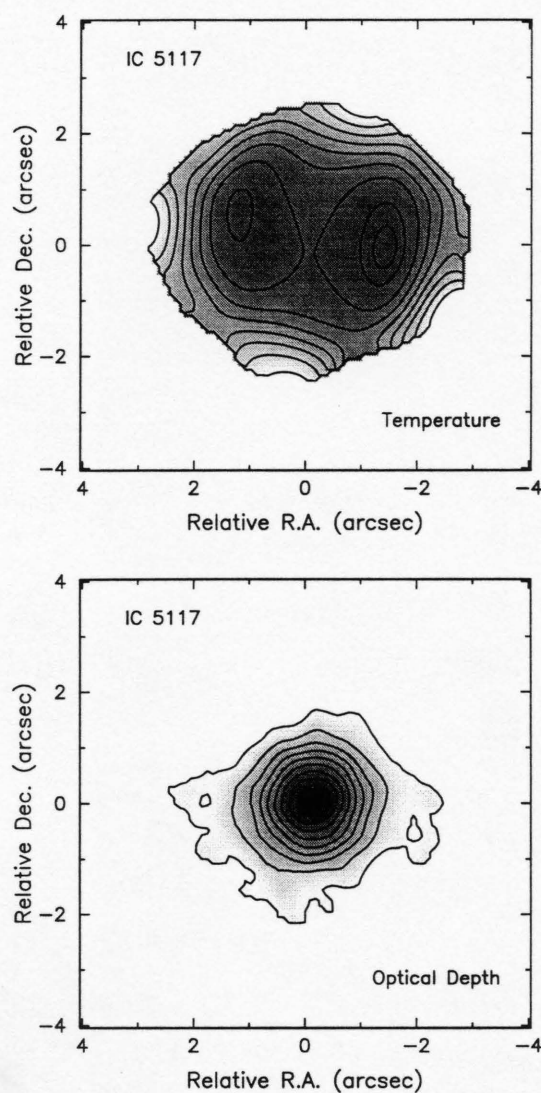 4
IC 5117
2
0
−2
−4
Relative Dec. (arcsec)
Temperature
4 2 0 −2 −4
Relative R.A. (arcsec)
4
IC 5117
2
0
−2
−4
Relative Dec. (arcsec)
Optical Depth
4 2 0 −2 −4
Relative R.A. (arcsec)